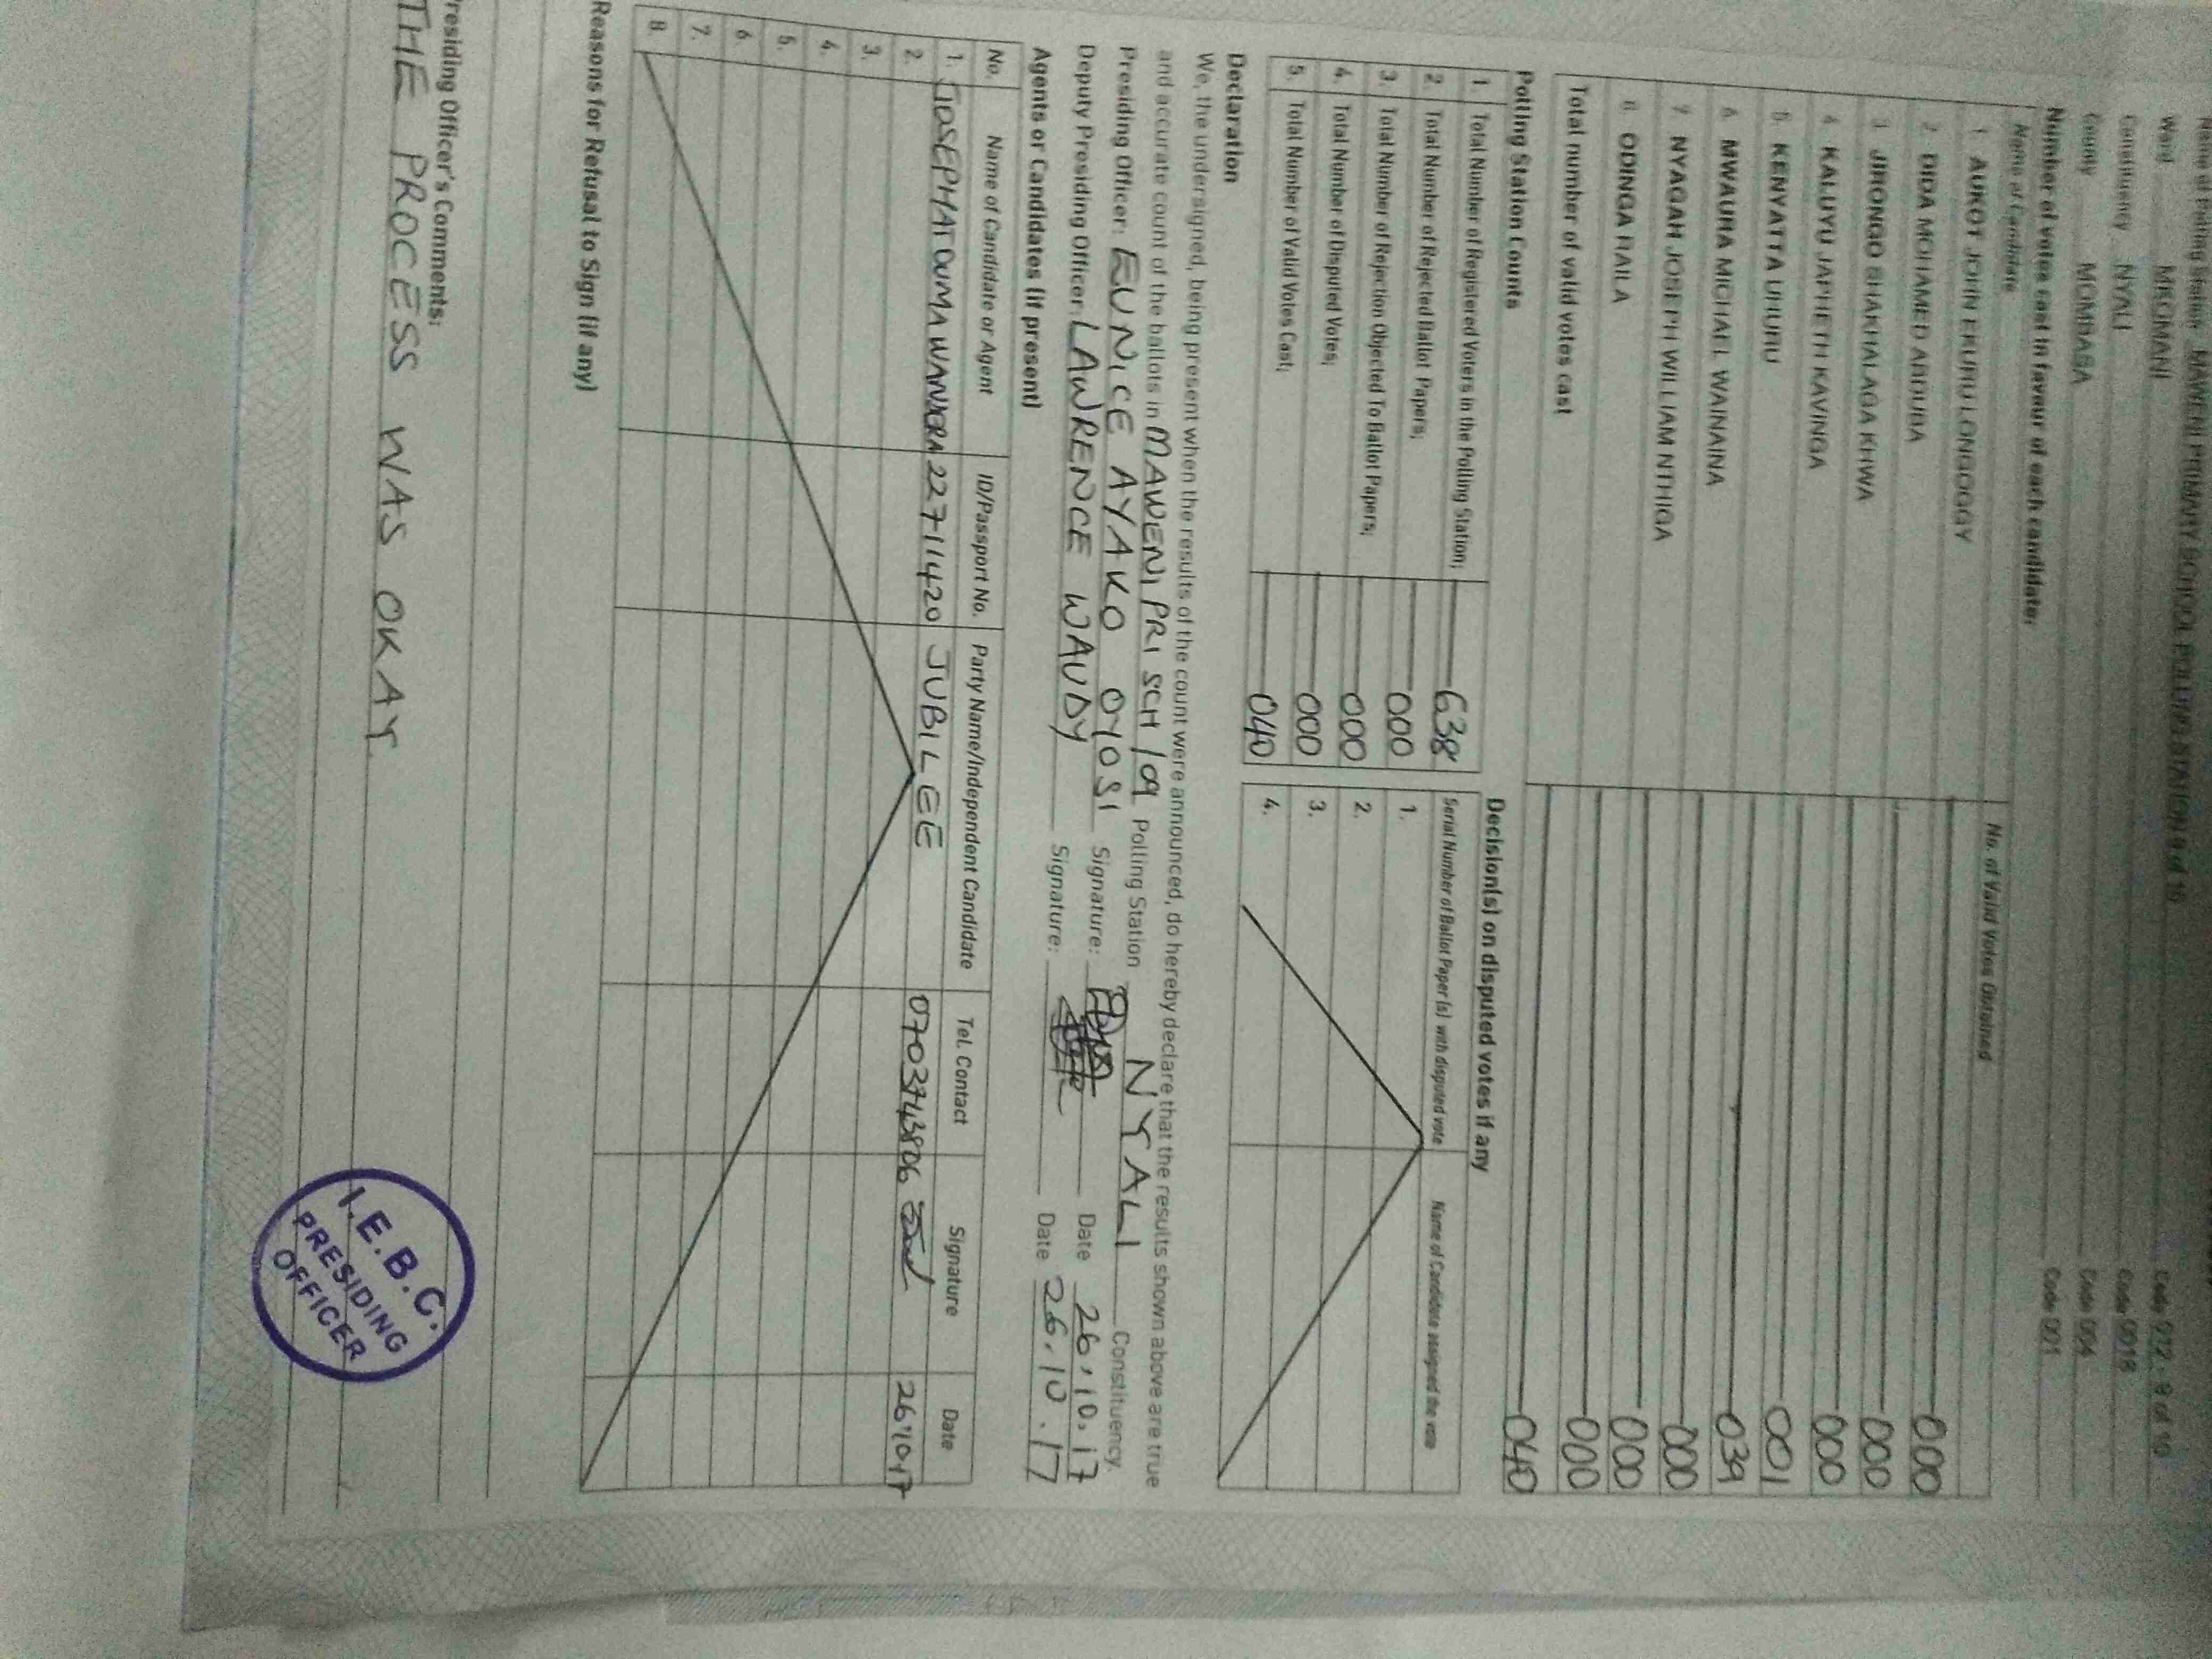 Name of Polling Station MAWENI PRIMARY SCHOOL POLLING STATION 9 of 10
Ward MKOMANI Code 072 - 9 of 10
Constituency NYALI Code 0018
County MOMBASA Code 004
Code 001
Number of votes cast in favour of each candidate:
Name of Candidate No. of Valid Votes Obtained
1. AUKOT JOHN EKURU LONGOGGY 000
2. DIDA MOHAMED ABDUBA 000
3. JIRONGO SHAKHALAGA KHWA 000
4. KALUYU JAPHETH KAVINGA 001
5. KENYATTA UHURU 039
6. MWAURA MICHAEL WAINAINA 000
7. NYAGAH JOSEPH WILLIAM NTHIGA 000
8. ODINGA RAILA 000
Total number of valid votes cast 040
Polling Station Counts
1. Total Number of Registered Voters in the Polling Station; 638
2. Total Number of Rejected Ballot Papers; 000
3. Total Number of Rejection Objected To Ballot Papers; 000
4. Total Number of Disputed Votes; 000
5. Total Number of Valid Votes Cast; 040
Decision(s) on disputed votes if any
Serial Number of Ballot Paper (s) with disputed vote Name of Candidate assigned the vote
1.
2.
3.
4.
Declaration
We, the undersigned, being present when the results of the count were announced, do hereby declare that the results shown above are true
and accurate count of the ballots in MAWENI PRI SCH /09 Polling Station NYALI Constituency.
Presiding Officer: EUNICE AYAKO OYOSI Signature: Date 26.10.17
Deputy Presiding Officer: LAWRENCE WAUDY Signature: Date 26.10.17
Agents or Candidates (if present)
No. Name of Candidate or Agent ID/Passport No. Party Name/Independent Candidate Tel. Contact Signature Date
1. JOSEPHAT OUMA WANJORA 22711420 JUBILEE 0703743806 26.10.17
2.
3.
4.
5.
6.
7.
8.
Reasons for Refusal to Sign (if any)
Presiding Officer's Comments:
THE PROCESS WAS OKAY.
I.E.B.C.
PRESIDING
OFFICER